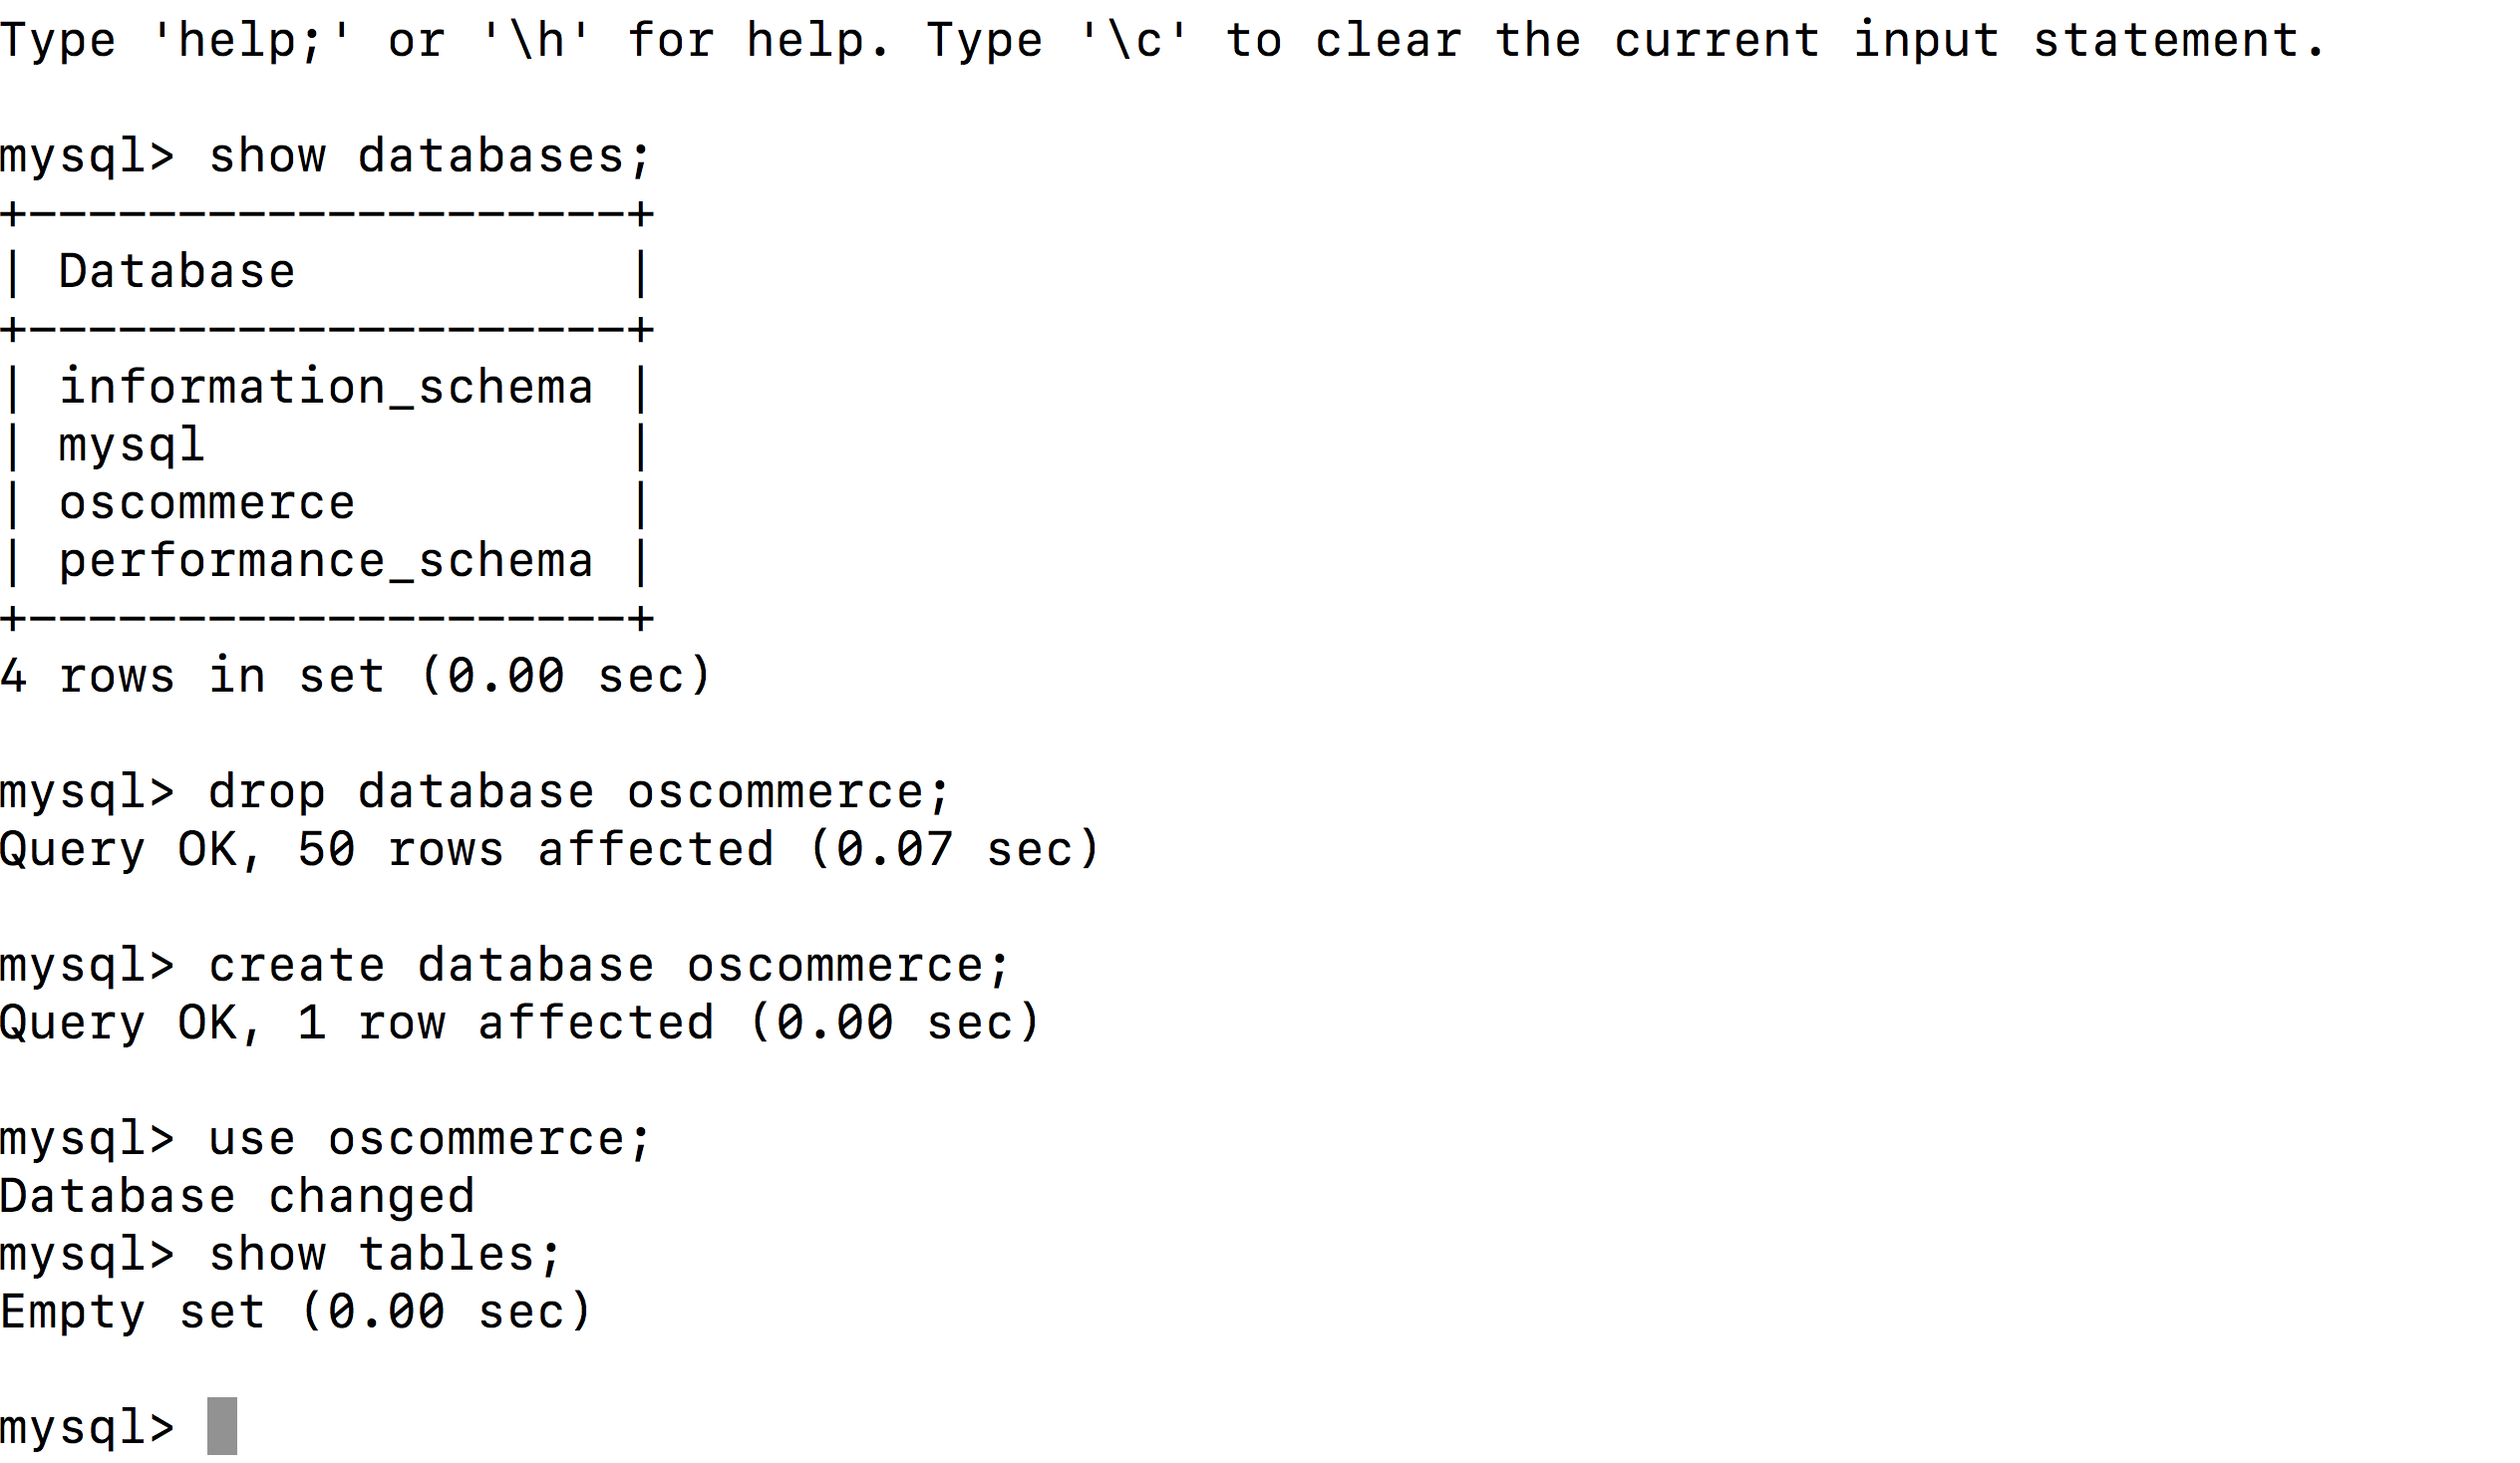 Type 'help;' or '\h' for help. Type '\c' to clear the current input statement.
mysql> show databases;
+--------------------+
| Database           |
+--------------------+
| information_schema |
| mysql              |
| oscommerce         |
| performance_schema |
+--------------------+
4 rows in set (0.00 sec)
mysql> drop database oscommerce;
Query OK, 50 rows affected (0.07 sec)
mysql> create database oscommerce;
Query OK, 1 row affected (0.00 sec)
mysql> use oscommerce;
Database changed
mysql> show tables;
Empty set (0.00 sec)
mysql>